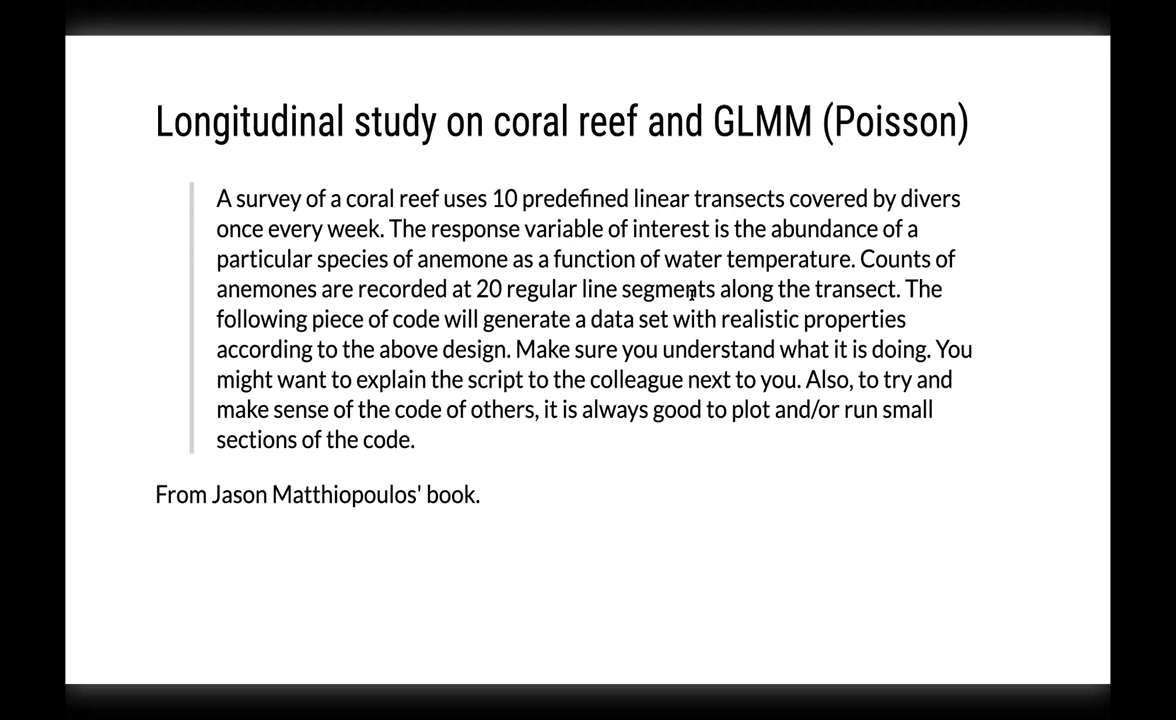 Longitudinal study on coral reef and GLMM (Poisson)
A survey of a coral reef uses 10 predefined linear transects covered by divers
once every week. The response variable of interest is the abundance of a
particular species of anemone as a function of water temperature. Counts of
anemones are recorded at 20 regular line segments along the transect. The
following piece of code will generate a data set with realistic properties
according to the above design. Make sure you understand what it is doing. You
might want to explain the script to the colleague next to you. Also, to try and
make sense of the code of others, it is always good to plot and/or run small
sections of the code.
From Jason Matthiopoulos' book.